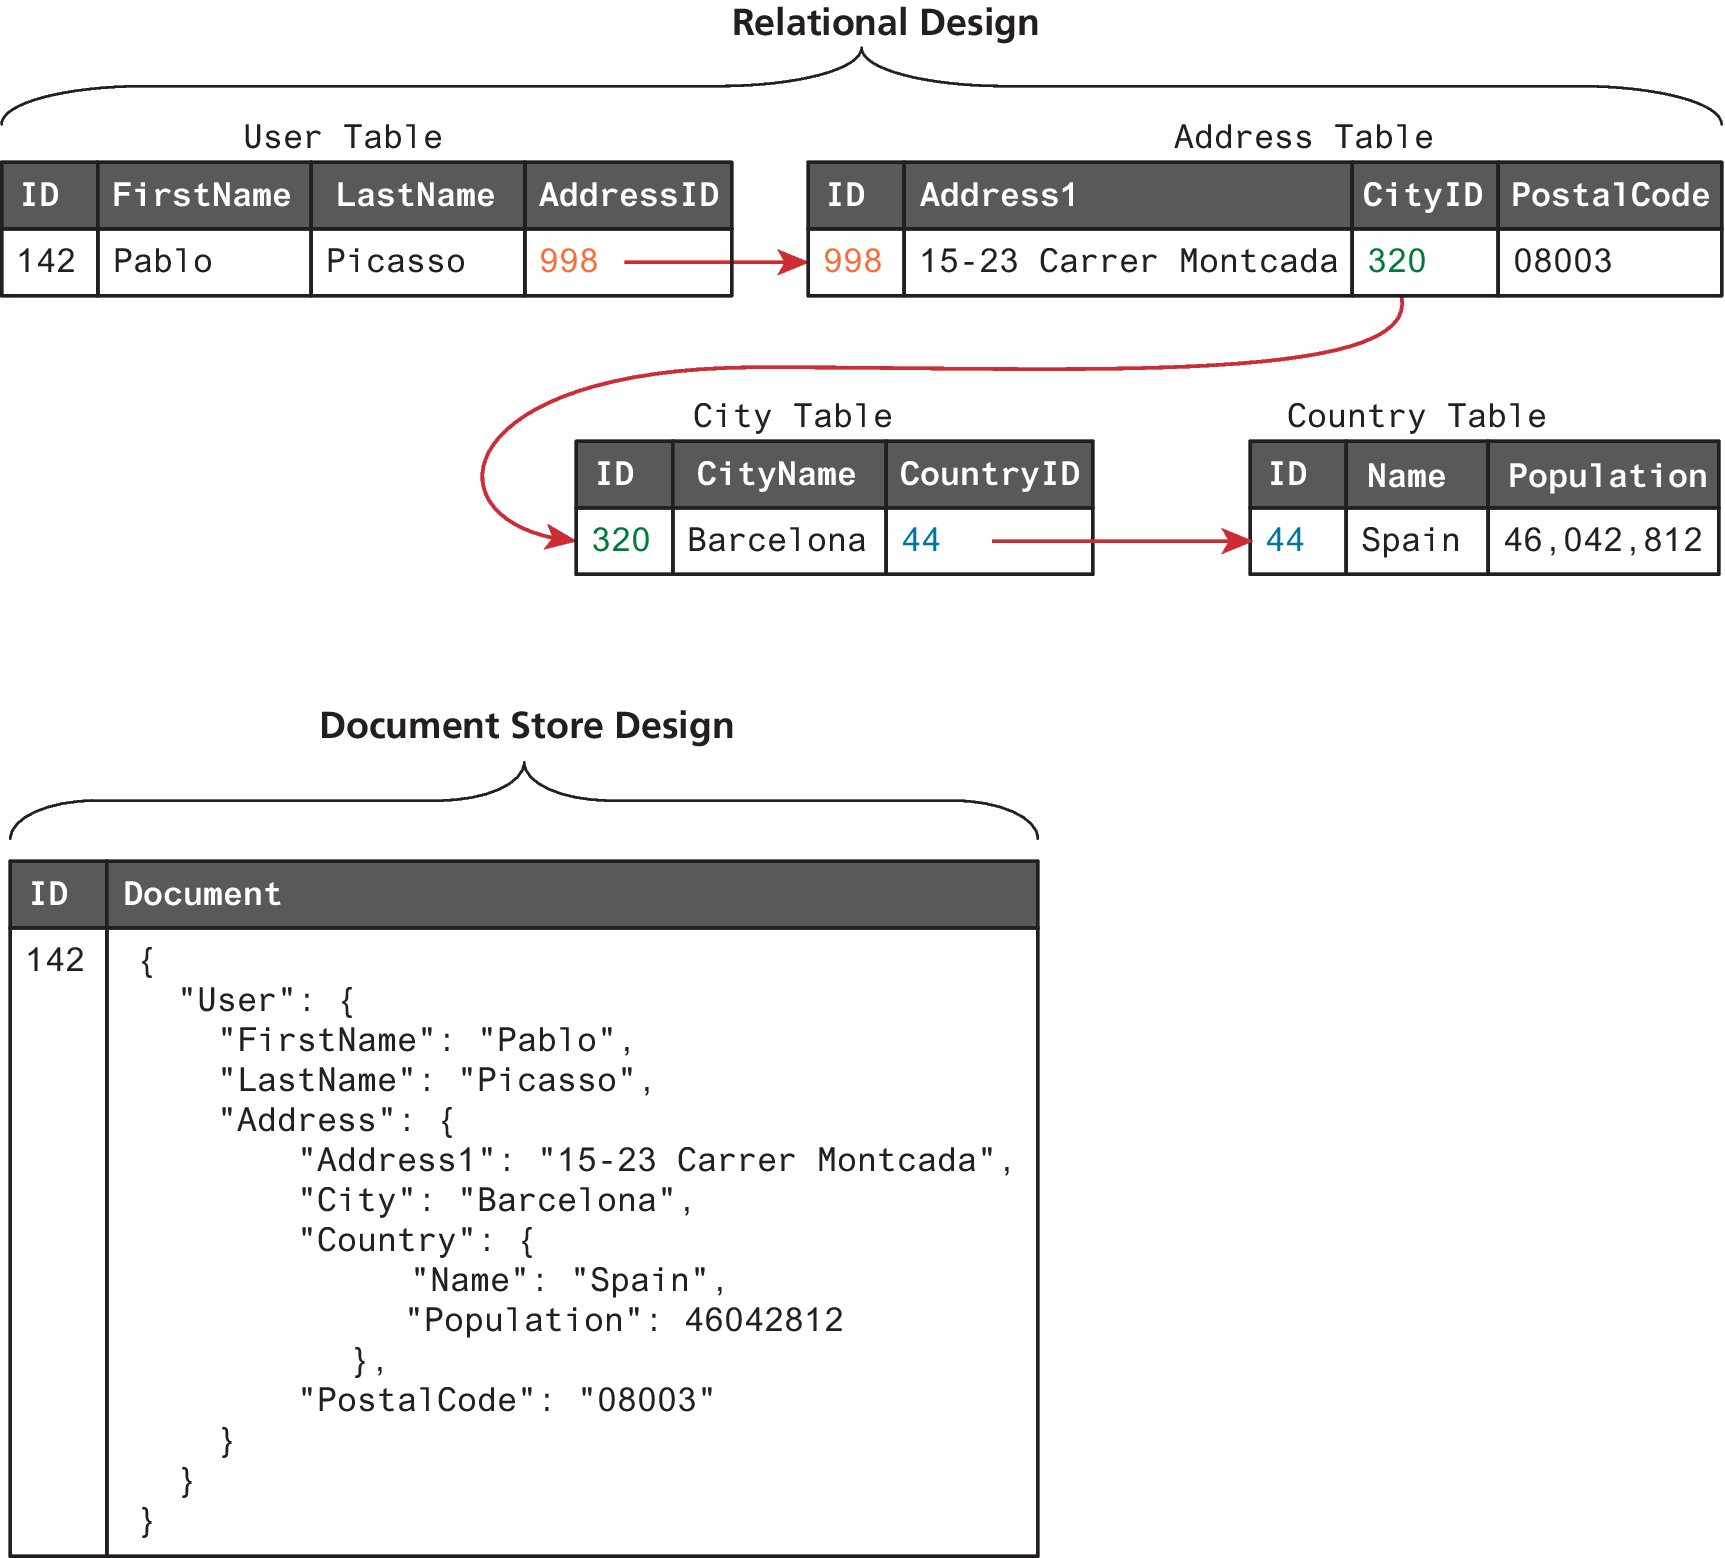 Relational Design
User Table
ID FirstName LastName AddressID
142 Pablo Picasso 998
Address Table
ID Address1 CityID PostalCode
998 15-23 Carrer Montcada 320 08003
City Table
ID CityName CountryID
320 Barcelona 44
Country Table
ID Name Population
44 Spain 46,042,812
Document Store Design
ID Document
142 {
"User": {
"FirstName": "Pablo",
"LastName": "Picasso",
"Address": {
"Address1": "15-23 Carrer Montcada",
"City": "Barcelona",
"Country": {
"Name": "Spain",
"Population": 46042812
},
"PostalCode": "08003"
}
}
}